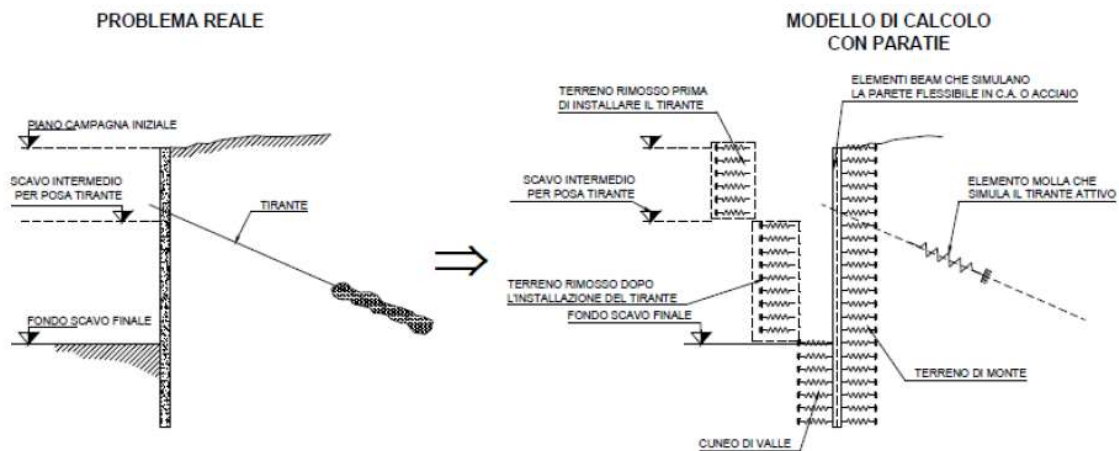 PROBLEMA REALE
PIANO CAMPAGNA INIZIALE
SCAVO INTERMEDIO
PER POSA TIRANTE
TIRANTE
FONDO SCAVO FINALE
MODELLO DI CALCOLO
CON PARATIE
ELEMENTI BEAM CHE SIMULANO
LA PARETE FLESSIBILE IN C.A. O ACCIAIO
TERRENO RIMOSSO PRIMA
DI INSTALLARE IL TIRANTE
SCAVO INTERMEDIO
PER POSA TIRANTE
ELEMENTO MOLLA CHE
SIMULA IL TIRANTE ATTIVO
TERRENO RIMOSSO DOPO
L'INSTALLAZIONE DEL TIRANTE
FONDO SCAVO FINALE
TERRENO DI MONTE
CUNEO DI VALLE